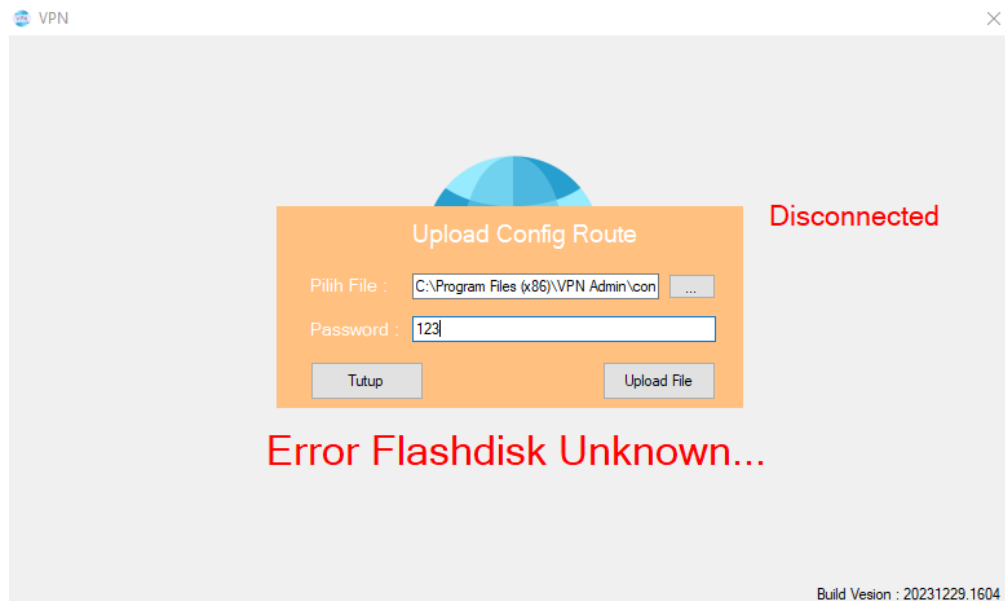 VPN
Disconnected
Upload Config Route
Pilih File : C:\Program Files (x86)\VPN Admin\con ...
Password : 123
Tutup Upload File
Error Flashdisk Unknown...
Build Vesion : 20231229.1604